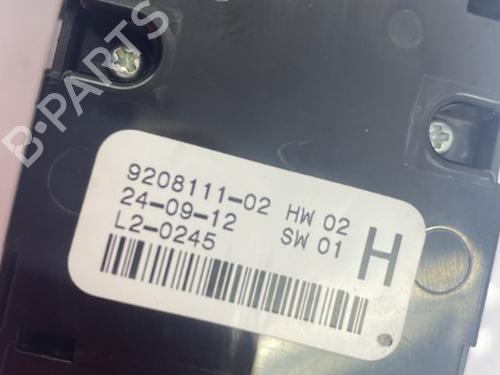 B-PARTS
9208111-02 HW 02
24-09-12 SW 01
L2-0245
H